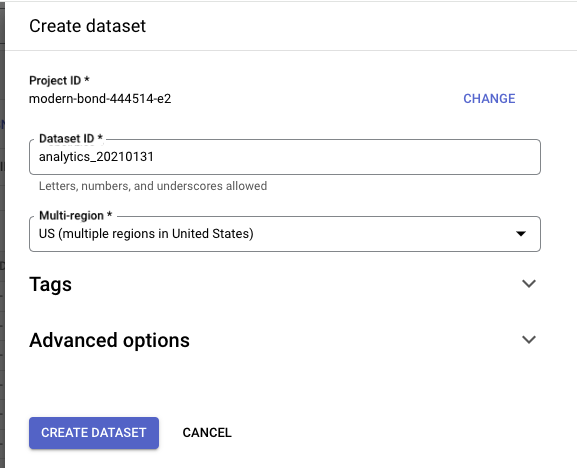 Create dataset
Project ID *
modern-bond-444514-e2
CHANGE
Dataset ID *
analytics_20210131
Letters, numbers, and underscores allowed
Multi-region *
US (multiple regions in United States)
Tags
Advanced options
CREATE DATASET
CANCEL